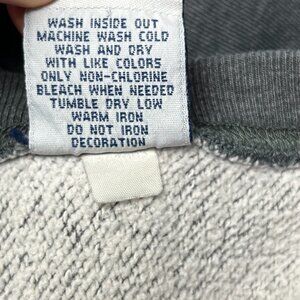 WASH INSIDE OUT
MACHINE WASH COLD
WASH AND DRY
WITH LIKE COLORS
ONLY NON-CHLORINE
BLEACH WHEN NEEDED
TUMBLE DRY LOW
WARM IRON
DO NOT IRON
DECORATION